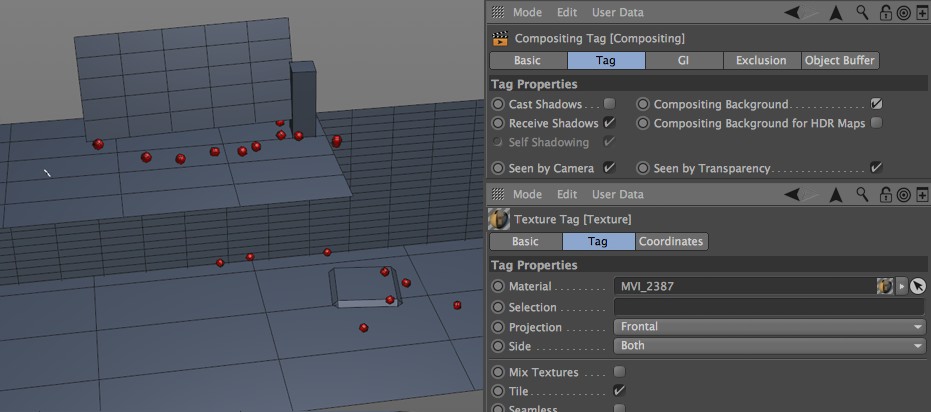 Mode Edit User Data
Compositing Tag [Compositing]
Basic Tag GI Exclusion Object Buffer
Tag Properties
Cast Shadows . . . Compositing Background . . . . . . . . .
Receive Shadows Compositing Background for HDR Maps
Self Shadowing
Seen by Camera Seen by Transparency . . . . . . . . . . . .
Mode Edit User Data
Texture Tag [Texture]
Basic Tag Coordinates
Tag Properties
Material . . . . . . . . MVI_2387
Selection . . . . . . .
Projection . . . . . . Frontal
Side . . . . . . . . . . . Both
Mix Textures . . . .
Tile . . . . . . . . . . . .
Seamless . . . . . . .